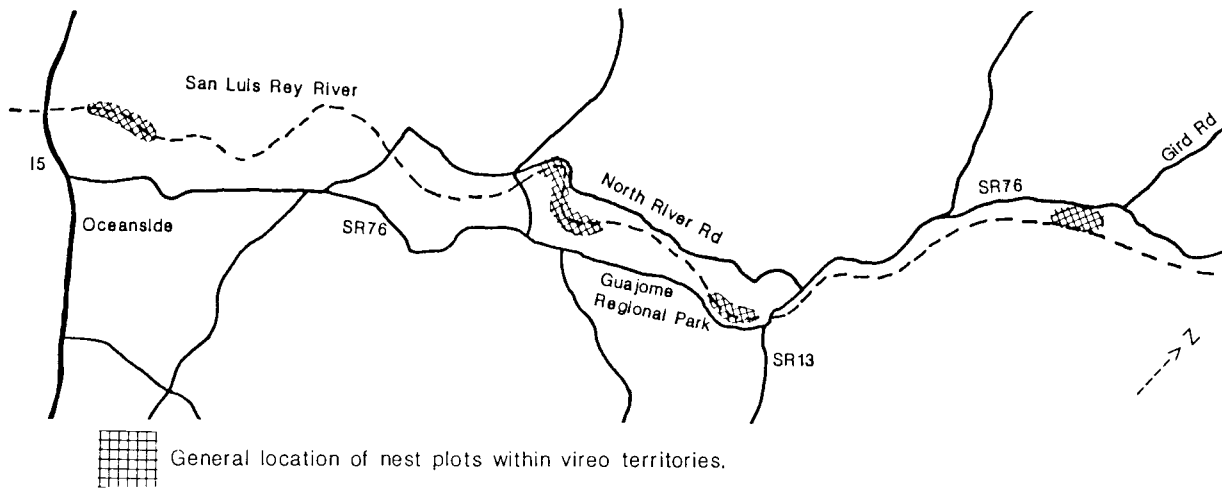 San Luis Rey River
Gird Rd
I5
SR76
Oceanside
SR76
North River Rd
Guajome
Regional Park
SR13
Z
General location of nest plots within vireo territories.